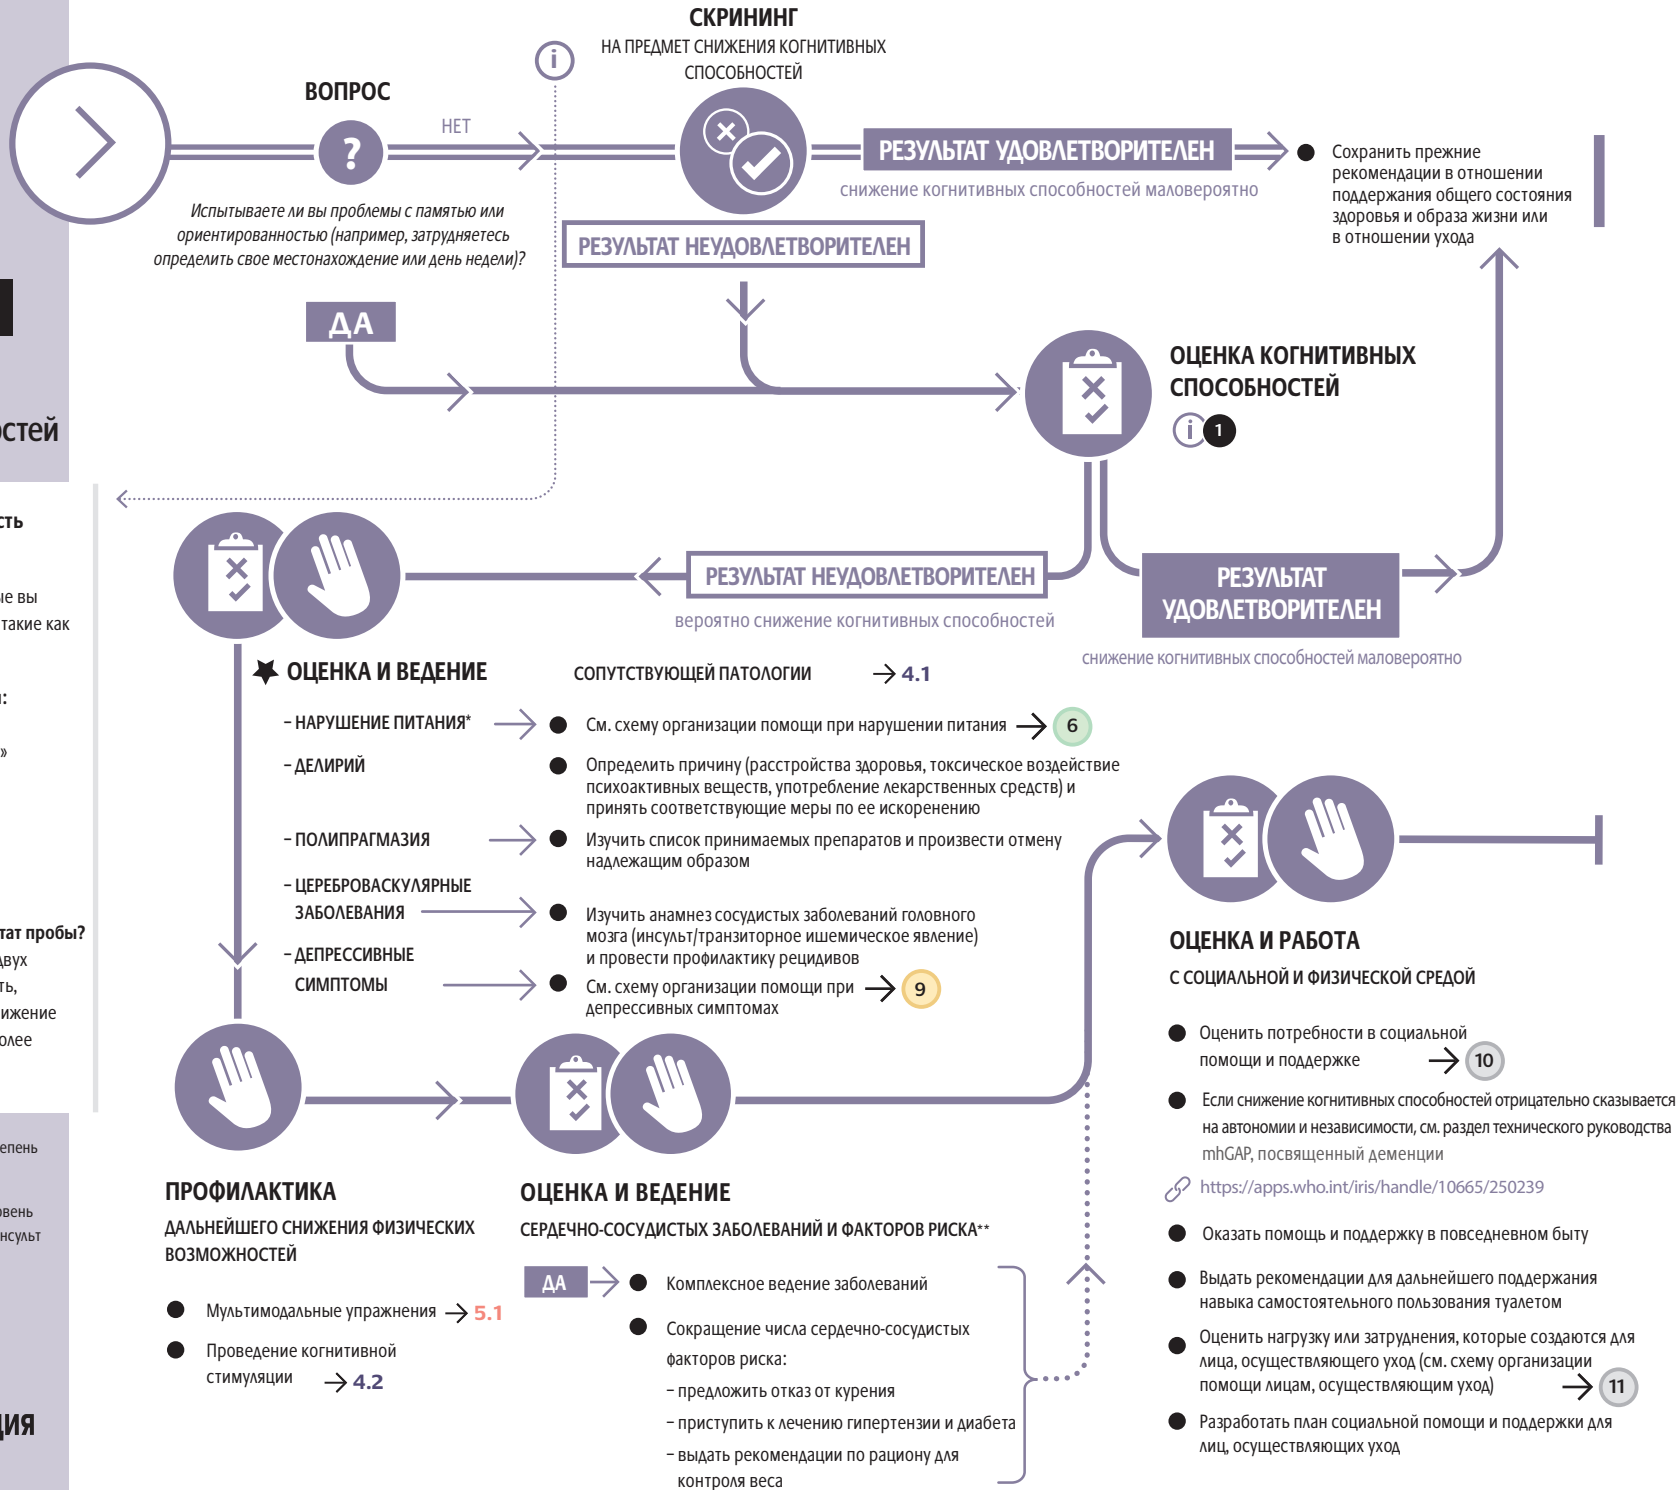 СКРИНИНГ
НА ПРЕДМЕТ СНИЖЕНИЯ КОГНИТИВНЫХ
СПОСОБНОСТЕЙ
i
ВОПРОС
?
НЕТ
Испытываете ли вы проблемы с памятью или
ориентированностью (например, затрудняетесь
определить свое местонахождение или день недели)?
РЕЗУЛЬТАТ УДОВЛЕТВОРИТЕЛЕН
снижение когнитивных способностей маловероятно
Сохранить прежние
рекомендации в отношении
поддержания общего состояния
здоровья и образа жизни или
в отношении ухода
РЕЗУЛЬТАТ НЕУДОВЛЕТВОРИТЕЛЕН
ДА
ОЦЕНКА КОГНИТИВНЫХ
СПОСОБНОСТЕЙ
i 1
остей
сть
ые вы
такие как
:
»
тат пробы?
двух
ть,
ижение
олее
епень
овень
нсульт
ция
РЕЗУЛЬТАТ НЕУДОВЛЕТВОРИТЕЛЕН
вероятно снижение когнитивных способностей
РЕЗУЛЬТАТ
УДОВЛЕТВОРИТЕЛЕН
снижение когнитивных способностей маловероятно
ОЦЕНКА И ВЕДЕНИЕ
СОПУТСТВУЮЩЕЙ ПАТОЛОГИИ → 4.1
– НАРУШЕНИЕ ПИТАНИЯ*
См. схему организации помощи при нарушении питания → 6
– ДЕЛИРИЙ
Определить причину (расстройства здоровья, токсическое воздействие
психоактивных веществ, употребление лекарственных средств) и
принять соответствующие меры по ее искоренению
– ПОЛИПРАГМАЗИЯ
Изучить список принимаемых препаратов и произвести отмену
надлежащим образом
– ЦЕРЕБРОВАСКУЛЯРНЫЕ
ЗАБОЛЕВАНИЯ
Изучить анамнез сосудистых заболеваний головного
мозга (инсульт/транзиторное ишемическое явление)
и провести профилактику рецидивов
– ДЕПРЕССИВНЫЕ
СИМПТОМЫ
См. схему организации помощи при → 9
депрессивных симптомах
ПРОФИЛАКТИКА
ДАЛЬНЕЙШЕГО СНИЖЕНИЯ ФИЗИЧЕСКИХ
ВОЗМОЖНОСТЕЙ
Мультимодальные упражнения → 5.1
Проведение когнитивной
стимуляции → 4.2
ОЦЕНКА И ВЕДЕНИЕ
СЕРДЕЧНО-СОСУДИСТЫХ ЗАБОЛЕВАНИЙ И ФАКТОРОВ РИСКА**
ДА
Комплексное ведение заболеваний
Сокращение числа сердечно-сосудистых
факторов риска:
– предложить отказ от курения
– приступить к лечению гипертензии и диабета
– выдать рекомендации по рациону для
контроля веса
ОЦЕНКА И РАБОТА
С СОЦИАЛЬНОЙ И ФИЗИЧЕСКОЙ СРЕДОЙ
Оценить потребности в социальной
помощи и поддержке → 10
Если снижение когнитивных способностей отрицательно сказывается
на автономии и независимости, см. раздел технического руководства
mhGAP, посвященный деменции
https://apps.who.int/iris/handle/10665/250239
Оказать помощь и поддержку в повседневном быту
Выдать рекомендации для дальнейшего поддержания
навыка самостоятельного пользования туалетом
Оценить нагрузку или затруднения, которые создаются для
лица, осуществляющего уход (см. схему организации
помощи лицам, осуществляющим уход) → 11
Разработать план социальной помощи и поддержки для
лиц, осуществляющих уход